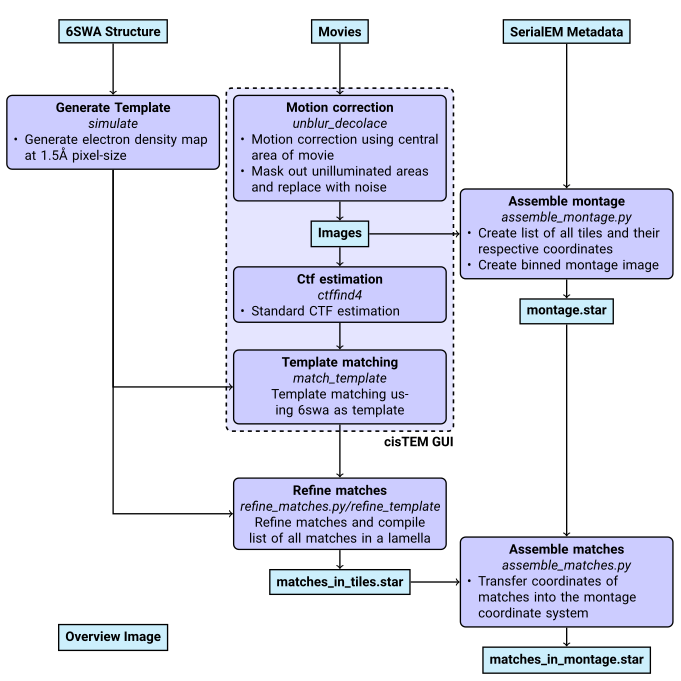 6SWA Structure
Movies
SerialEM Metadata
Generate Template
simulate
• Generate electron density map
at 1.5Å pixel-size
Motion correction
unblur_decolace
• Motion correction using central
area of movie
• Mask out unilluminated areas
and replace with noise
Images
Assemble montage
assemble_montage.py
• Create list of all tiles and their
respective coordinates
• Create binned montage image
Ctf estimation
ctffind4
• Standard CTF estimation
montage.star
Template matching
match_template
Template matching us-
ing 6swa as template
cisTEM GUI
Refine matches
refine_matches.py/refine_template
Refine matches and compile
list of all matches in a lamella
matches_in_tiles.star
Assemble matches
assemble_matches.py
• Transfer coordinates of
matches into the montage
coordinate system
Overview Image
matches_in_montage.star